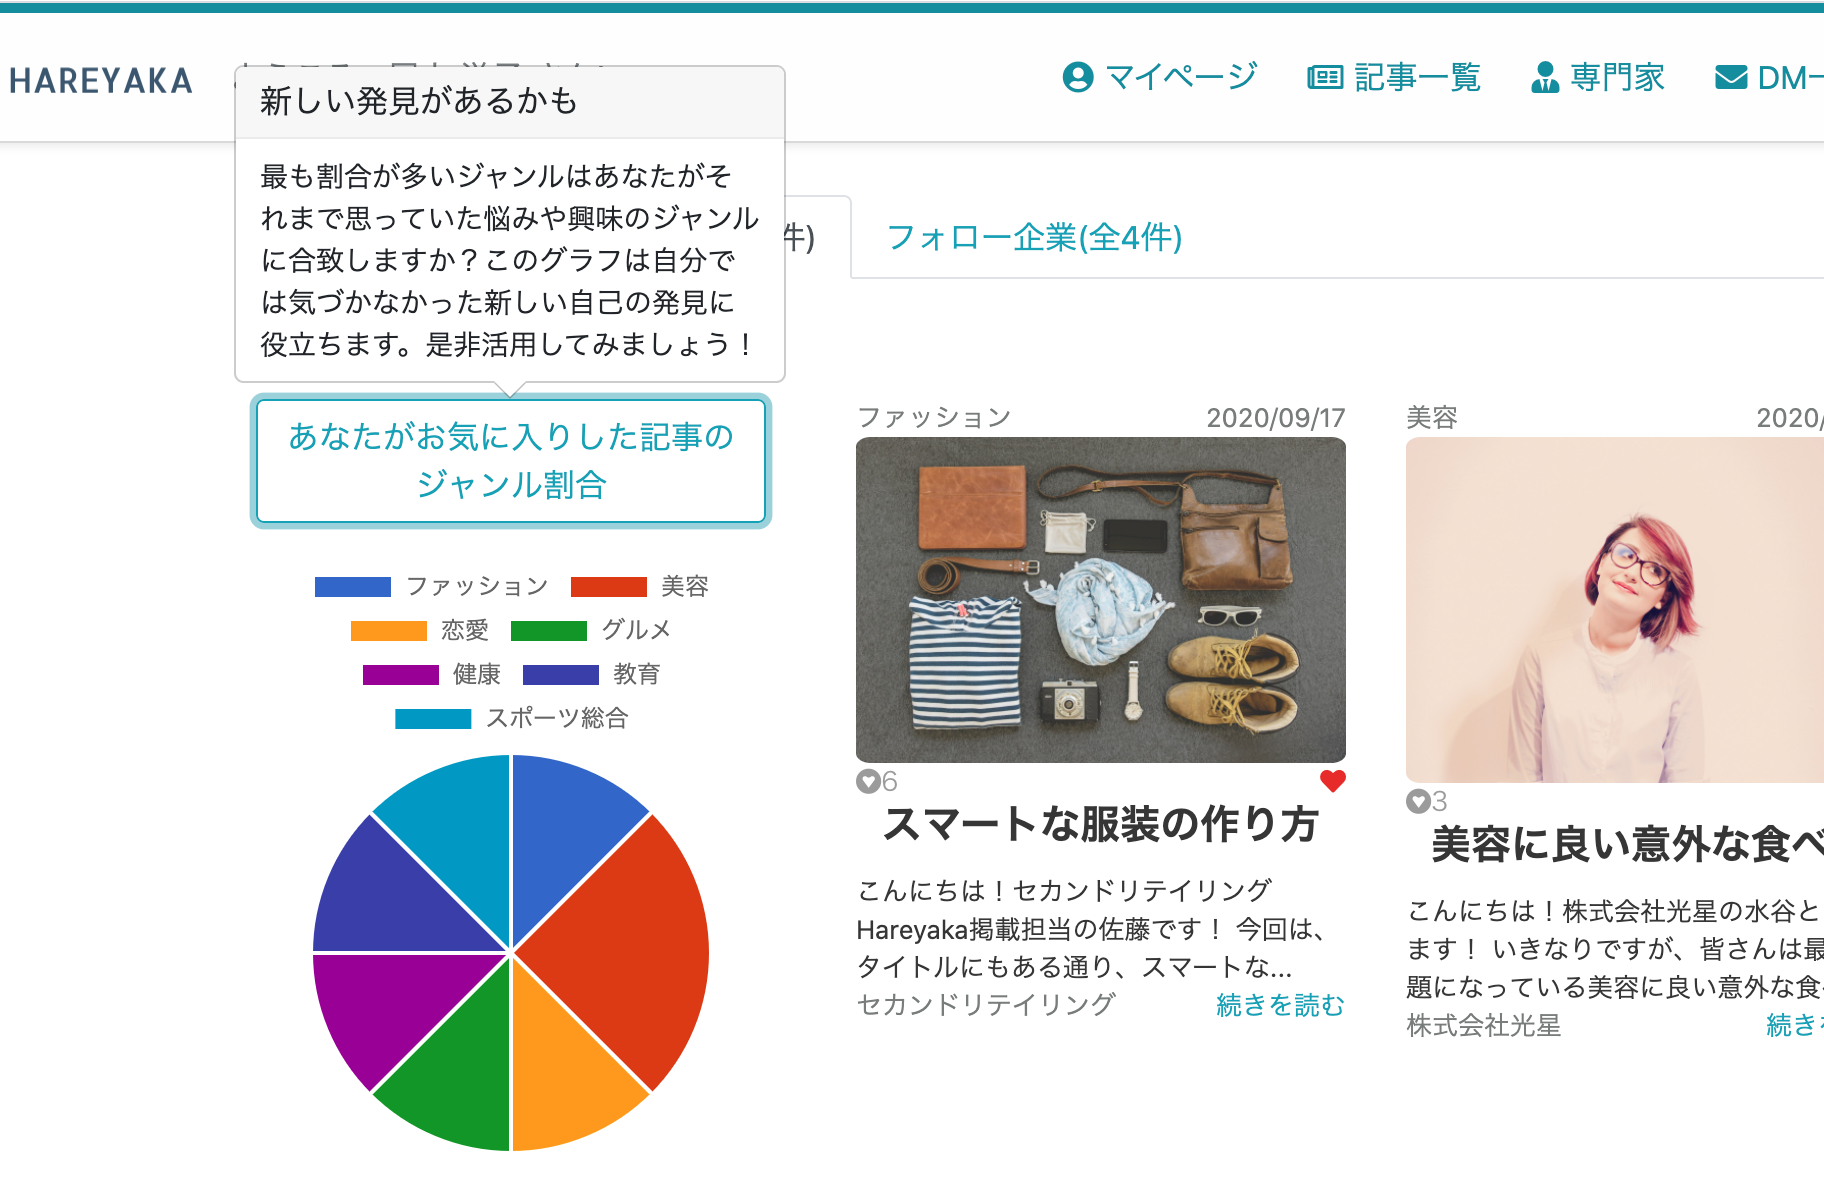 HAREYAKA
マイページ
記事一覧
専門家
DM一
新しい発見があるかも
最も割合が多いジャンルはあなたがそ
れまで思っていた悩みや興味のジャンル
に合致しますか？このグラフは自分で
は気づかなかった新しい自己の発見に
役立ちます。是非活用してみましょう！
件)
フォロー企業(全4件)
あなたがお気に入りした記事の
ジャンル割合
ファッション
美容
恋愛
グルメ
健康
教育
スポーツ総合
ファッション
2020/09/17
6
スマートな服装の作り方
こんにちは！セカンドリテイリング
Hareyaka掲載担当の佐藤です！ 今回は、
タイトルにもある通り、スマートな...
セカンドリテイリング
続きを読む
美容
2020/
3
美容に良い意外な食べ
こんにちは！株式会社光星の水谷と
ます！ いきなりですが、皆さんは最
題になっている美容に良い意外な食
株式会社光星
続き